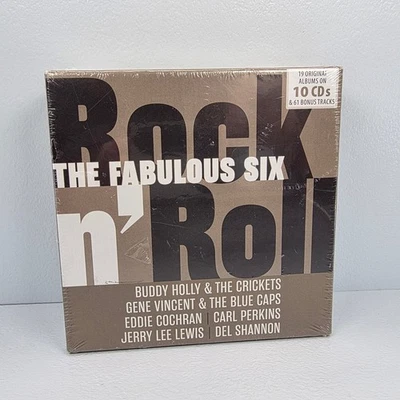 19 ORIGINAL
ALBUMS ON
10 CDs
& 61 BONUS TRACKS
Rock
THE FABULOUS SIX
n' Roll
BUDDY HOLLY & THE CRICKETS
GENE VINCENT & THE BLUE CAPS
EDDIE COCHRAN | CARL PERKINS
JERRY LEE LEWIS | DEL SHANNON